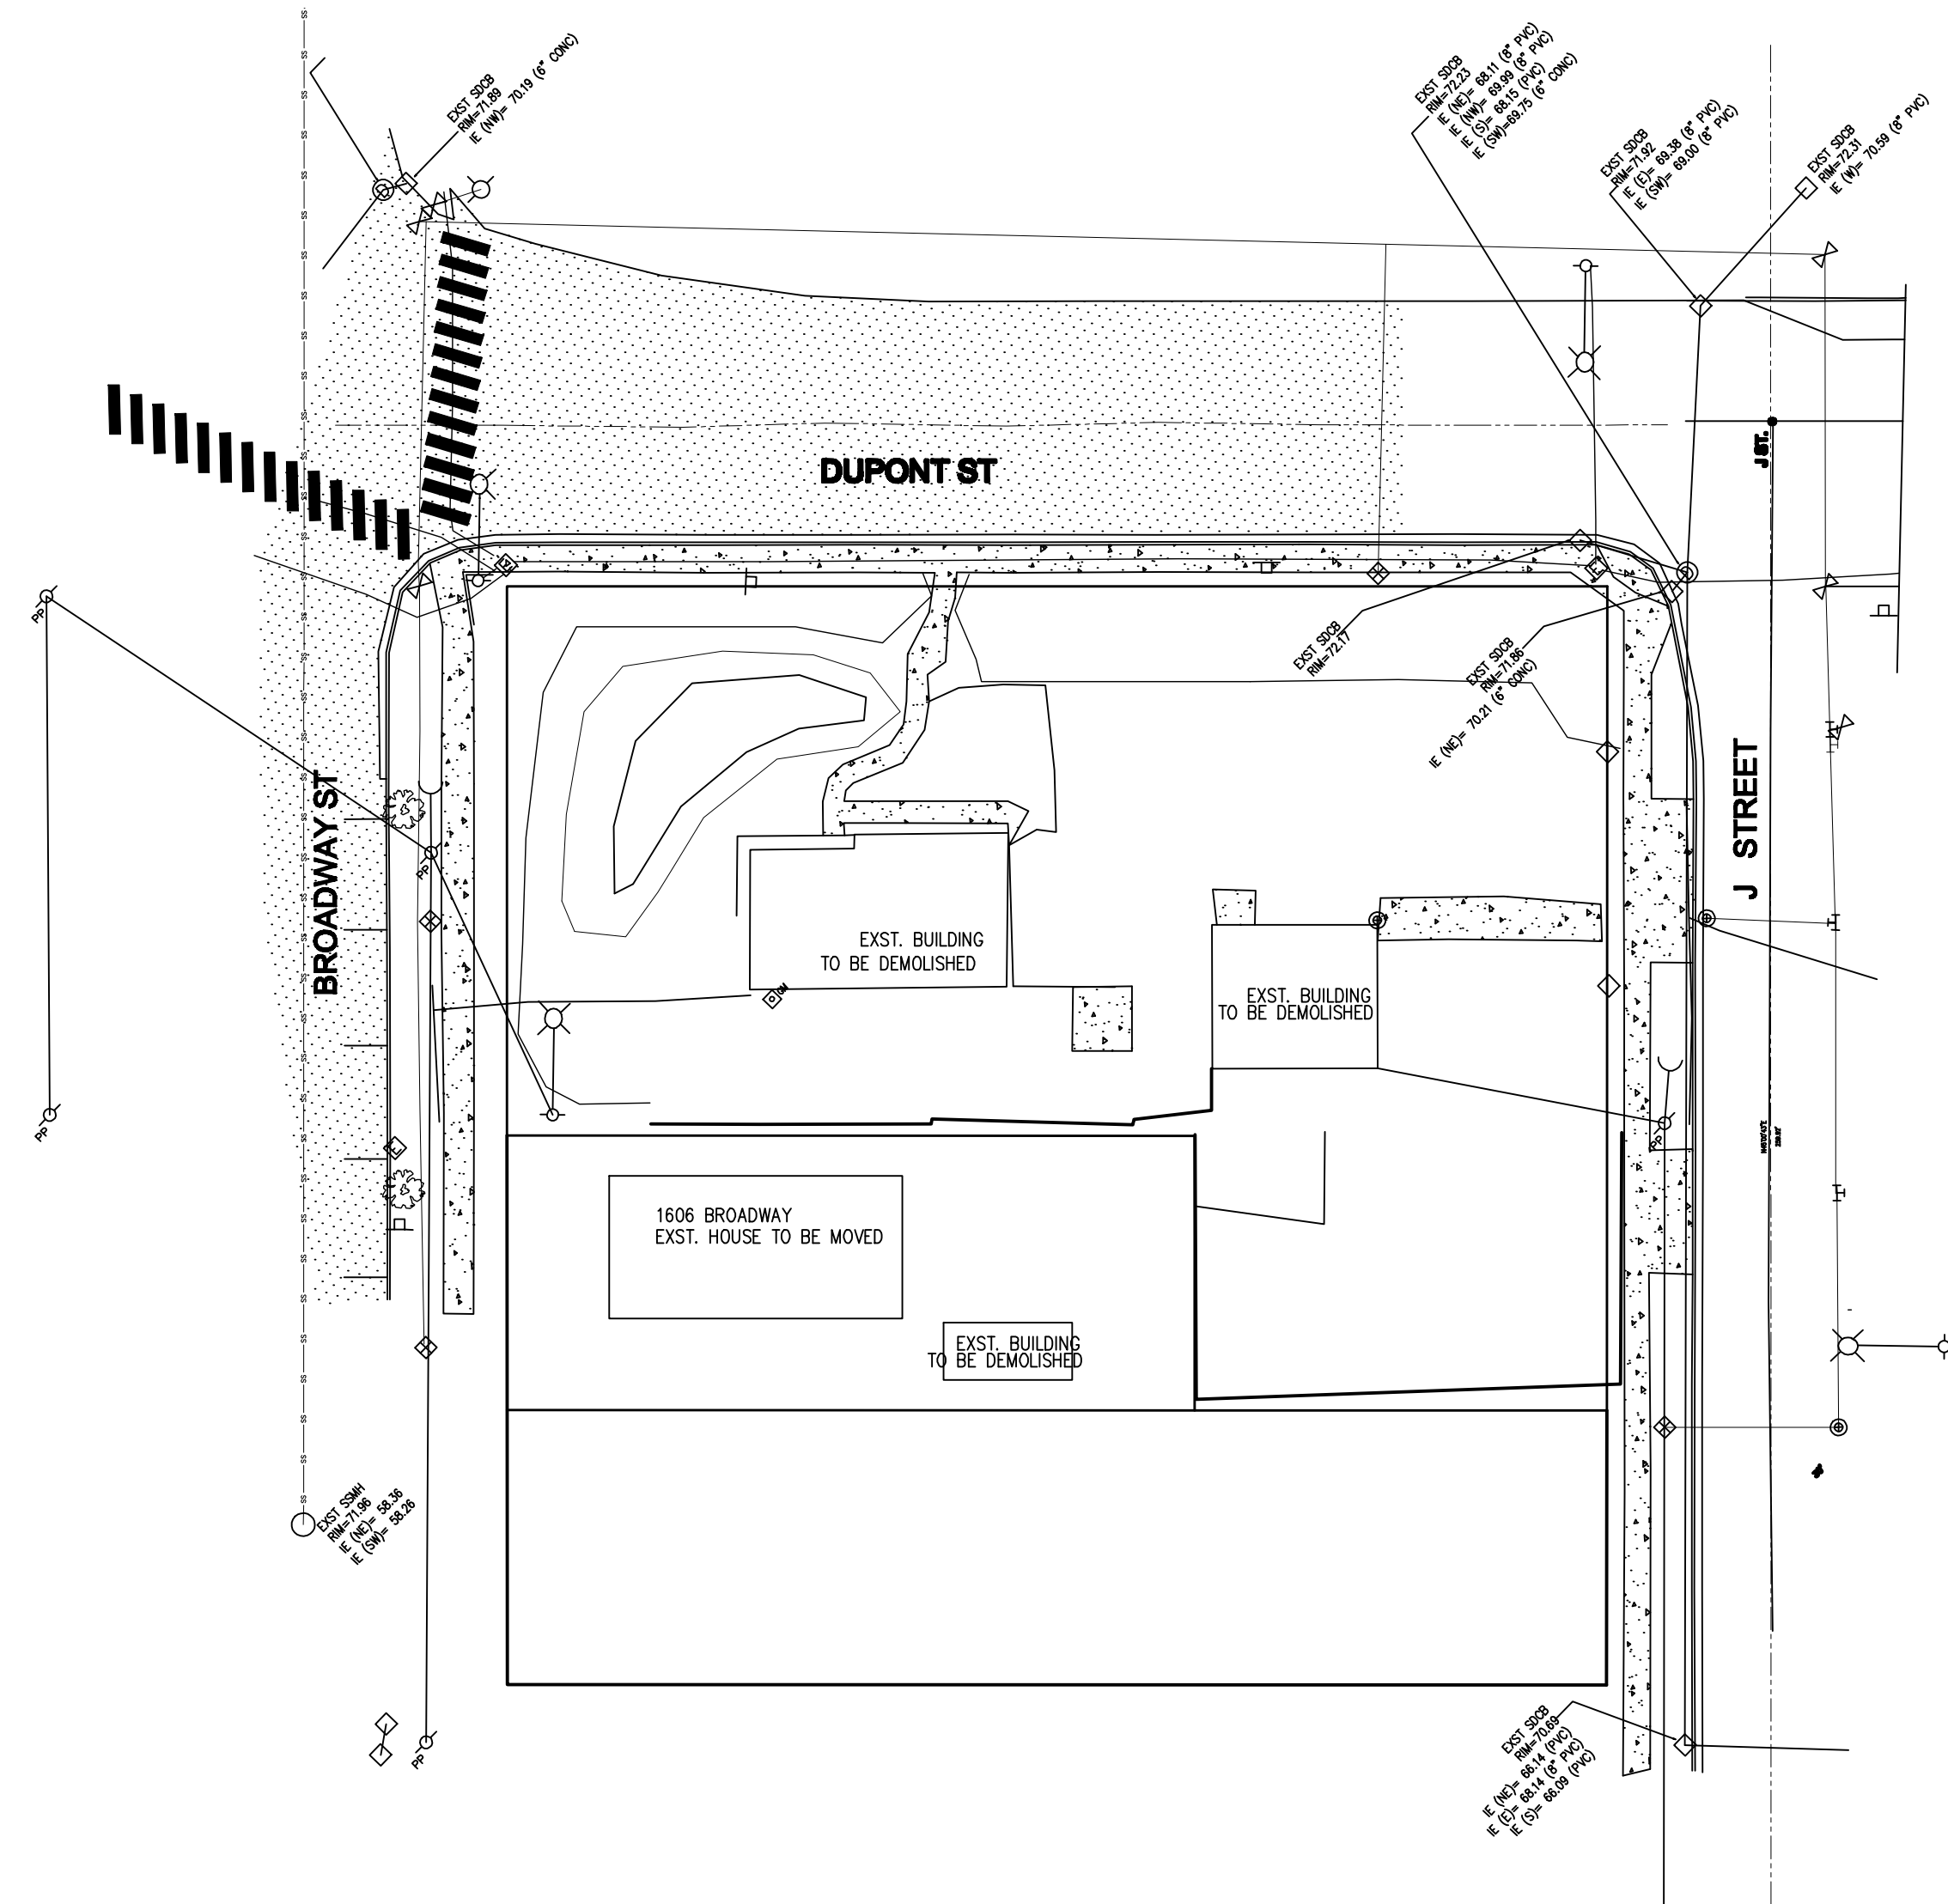 EXST SDCB
RIM=71.89
IE (NW)= 70.19 (6" CONC)
EXST SDCB
RIM=72.23
IE (NE)= 68.11 (8" PVC)
IE (NW)= 69.99 (8" PVC)
IE (S)= 68.15 (PVC)
IE (SW)=69.75 (6" CONC)
EXST SDCB
RIM=71.92
IE (E)= 69.38 (8" PVC)
IE (SW)= 69.00 (8" PVC)
EXST SDCB
RIM=72.31
IE (W)= 70.59 (8" PVC)
DUPONT ST
J ST.
EXST SDCB
RIM=72.17
EXST SDCB
RIM=71.86
IE (NE)= 70.21 (6" CONC)
BROADWAY ST
J STREET
PP
PP
PP
PP
PP
E
E
E
D
GM
EXST. BUILDING
TO BE DEMOLISHED
EXST. BUILDING
TO BE DEMOLISHED
1606 BROADWAY
EXST. HOUSE TO BE MOVED
EXST. BUILDING
TO BE DEMOLISHED
EXST SSMH
RIM=71.96
IE (NE)= 58.36
IE (SW)= 58.26
EXST SDCB
RIM=70.69
IE (NE)= 66.14 (PVC)
IE (E)= 68.14 (8" PVC)
IE (S)= 66.09 (PVC)
SS